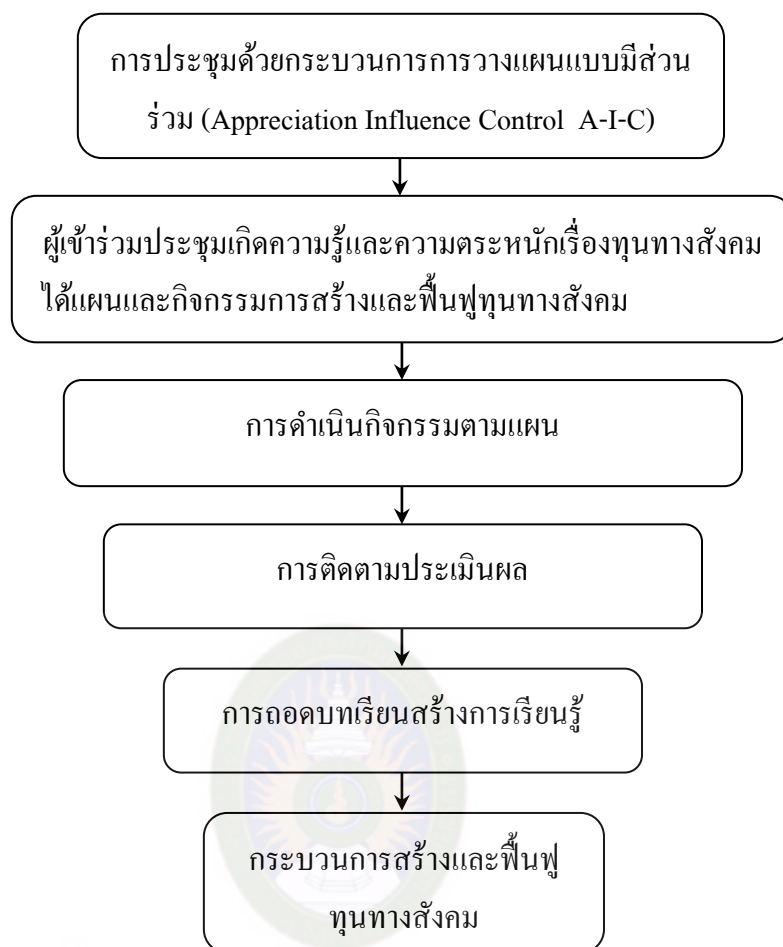 การประชุมด้วยกระบวนการการวางแผนแบบมีส่วน
ร่วม (Appreciation Influence Control A-I-C)
ผู้เข้าร่วมประชุมเกิดความรู้และความตระหนักเรื่องทุนทางสังคม
ได้แผนและกิจกรรมการสร้างและฟื้นฟูทุนทางสังคม
การดำเนินกิจกรรมตามแผน
การติดตามประเมินผล
การถอดบทเรียนสร้างการเรียนรู้
กระบวนการสร้างและฟื้นฟู
ทุนทางสังคม